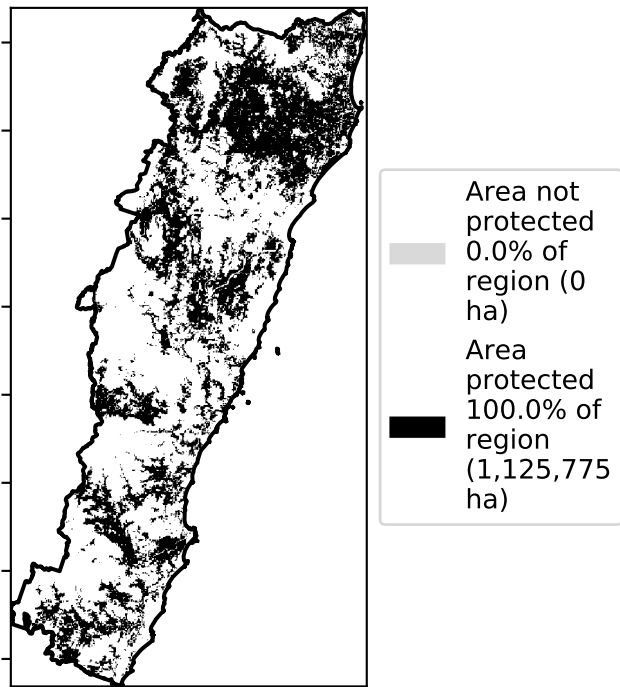 Area not
protected
0.0% of
region (0
ha)
Area
protected
100.0% of
region
(1,125,775
ha)